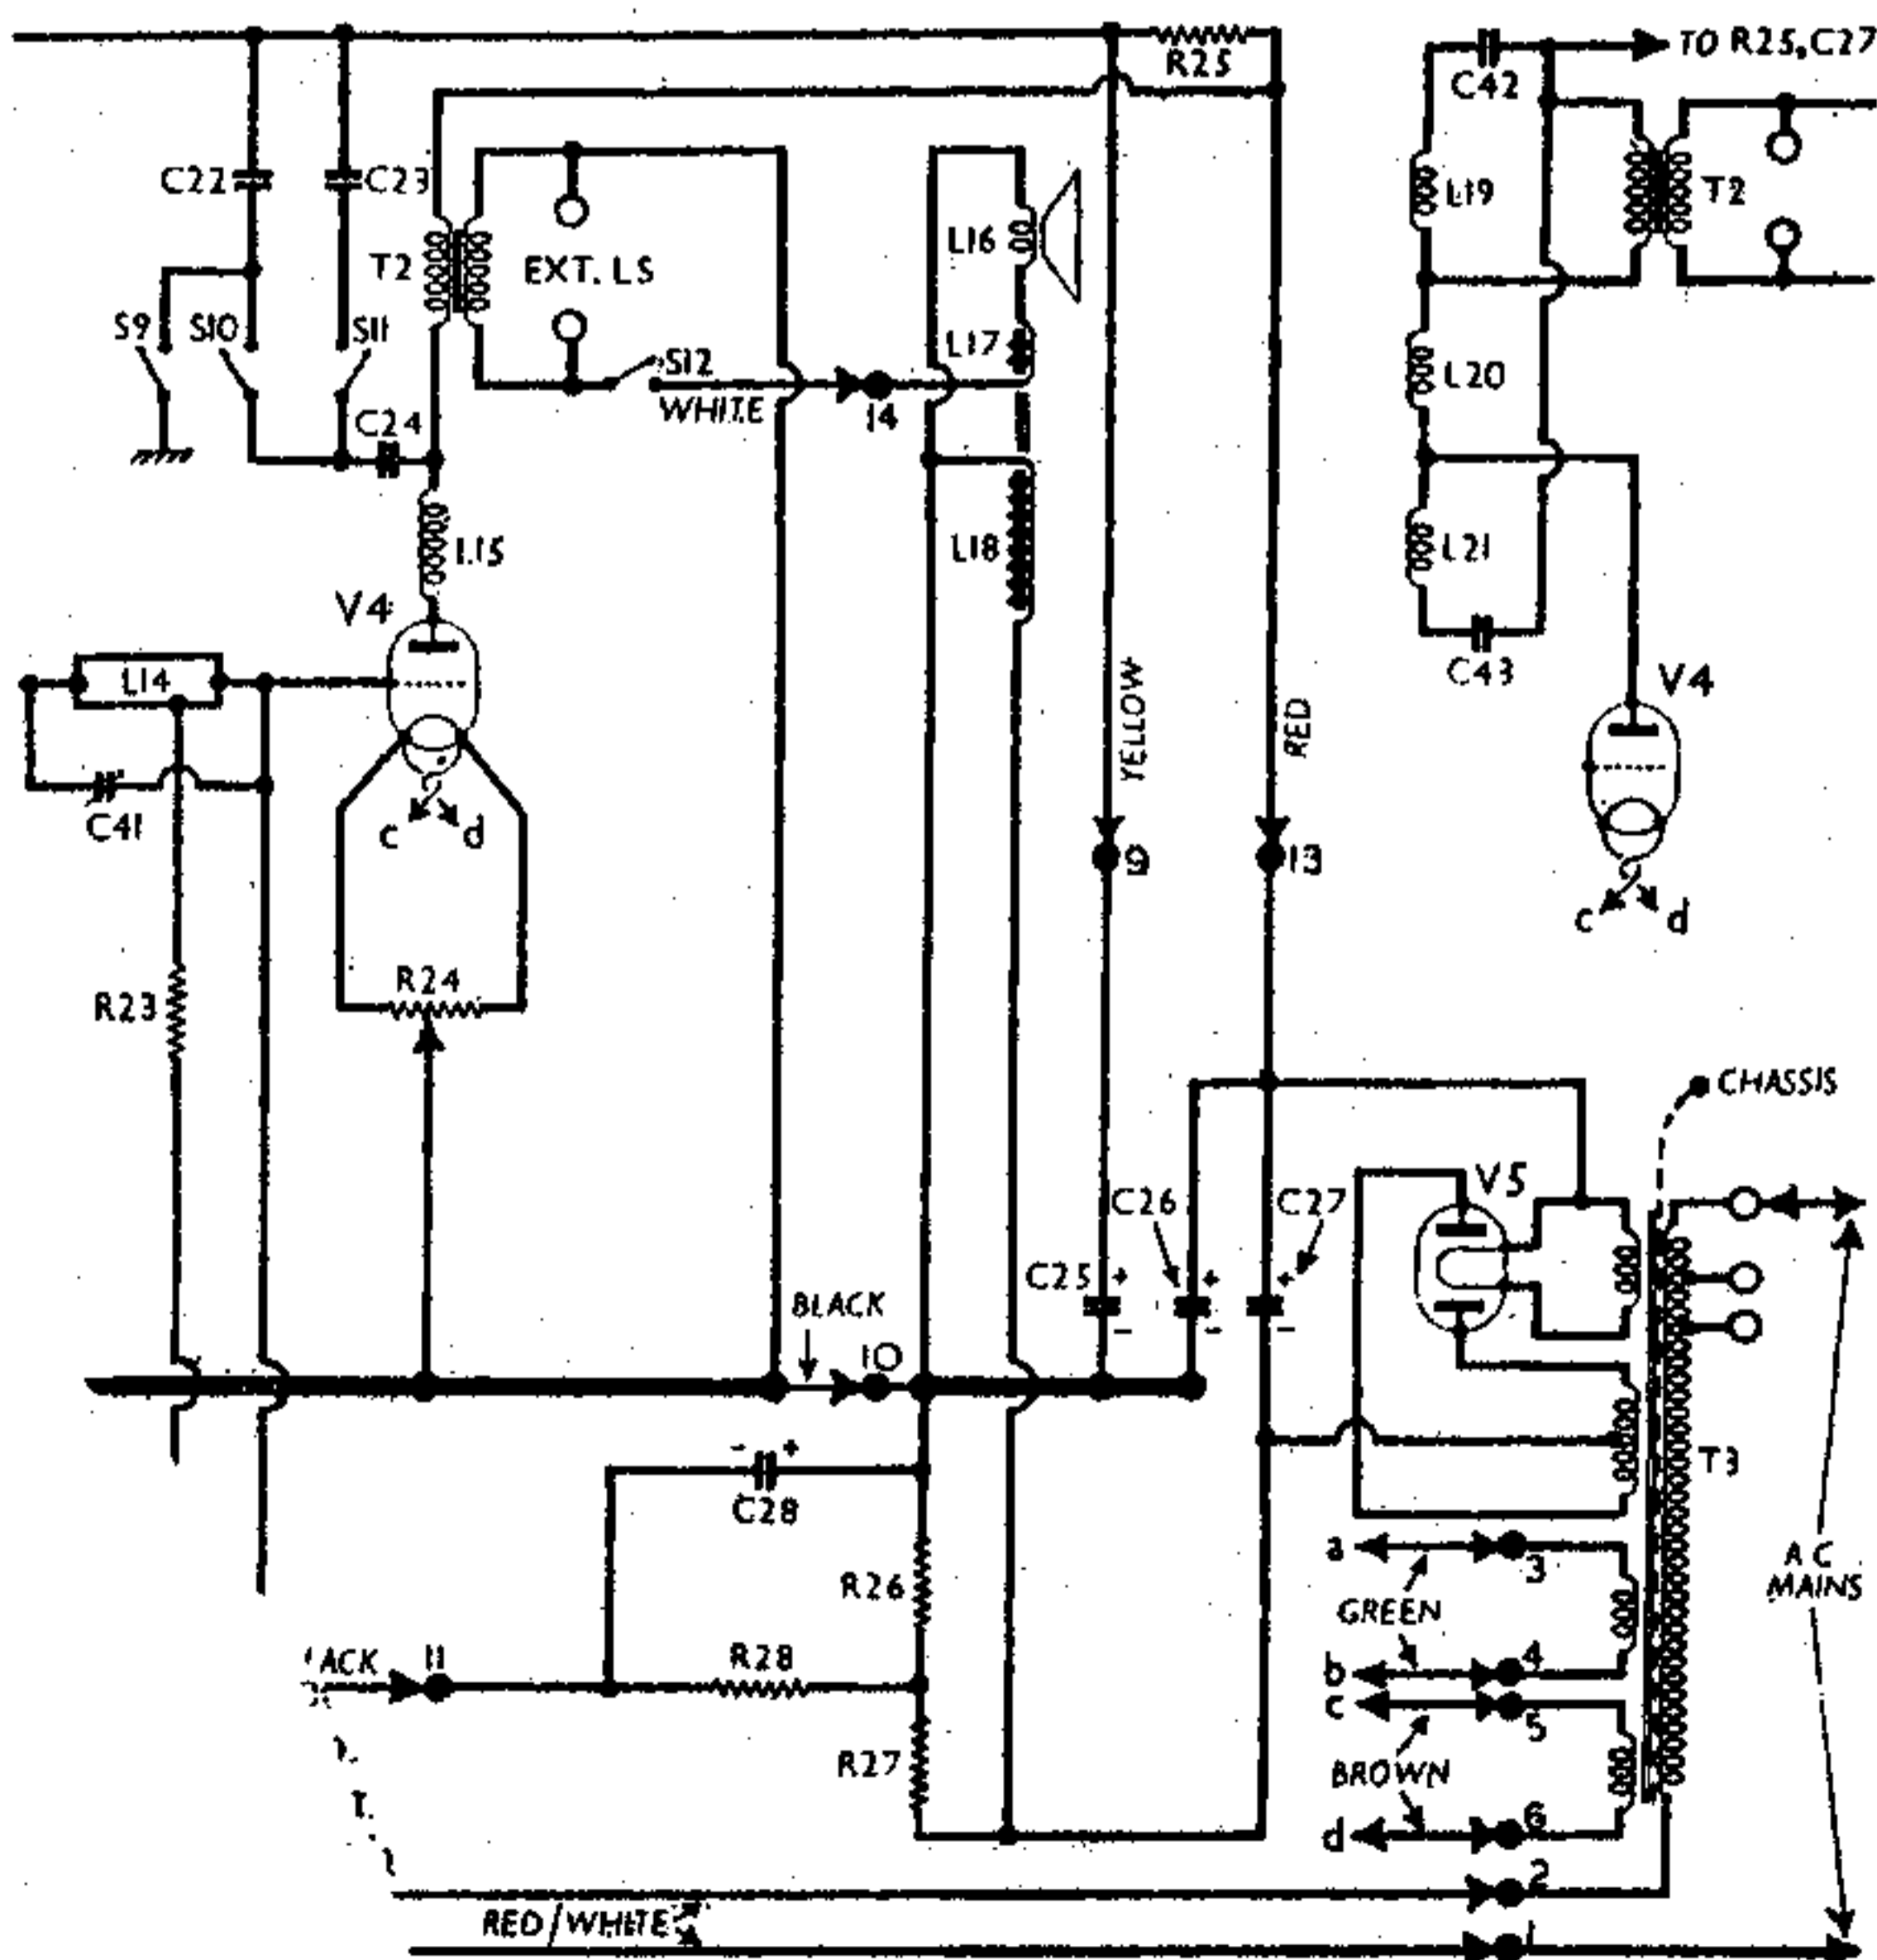 R25
TO R25, C27
C42
C22
C23
L19
T2
T2
EXT. LS
L16
S9
S10
S11
S12
L17
L20
WHITE
14
C24
L18
L21
L15
V4
C43
L14
V4
YELLOW
RED
C41
c
d
9
13
c
d
R23
R24
CHASSIS
V5
C26
C27
C25
+
+
+
BLACK
-
-
-
10
-
+
C28
T3
a
3
A C
MAINS
R26
GREEN
ACK
11
R28
b
4
c
5
R27
BROWN
d
6
2
RED/WHITE
1